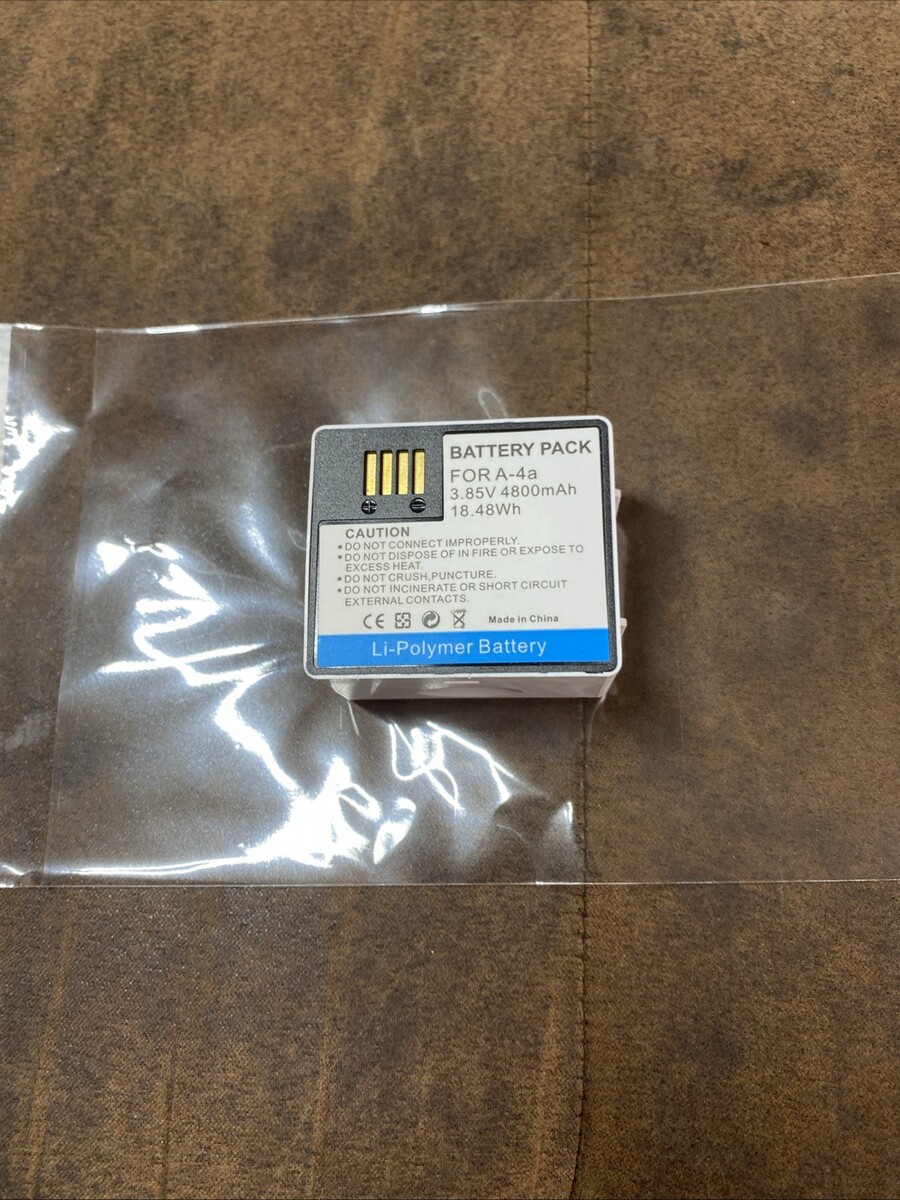 BATTERY PACK
FOR A-4a
3.85V 4800mAh
18.48Wh
CAUTION
•DO NOT CONNECT IMPROPERLY.
•DO NOT DISPOSE OF IN FIRE OR EXPOSE TO
EXCESS HEAT.
•DO NOT CRUSH,PUNCTURE.
•DO NOT INCINERATE OR SHORT CIRCUIT
EXTERNAL CONTACTS.
CE Made in China
Li-Polymer Battery